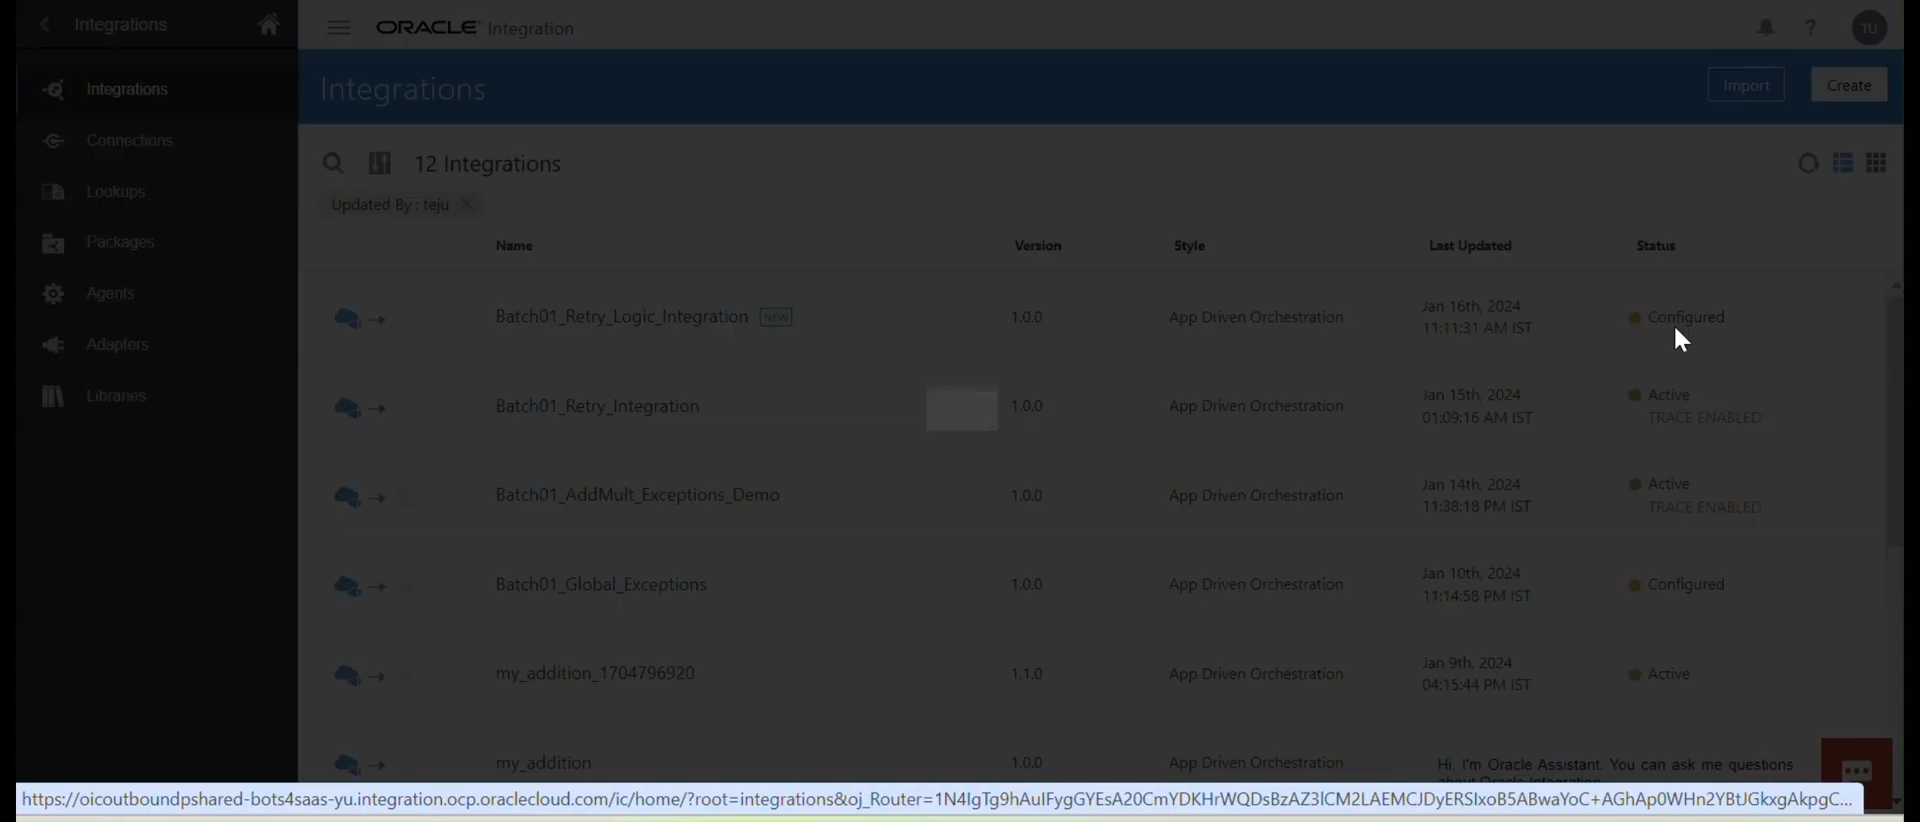 Integrations
ORACLE Integration
TU
Integrations
Connections
Lookups
Packages
Agents
Adapters
Libraries
Integrations
Import
Create
12 Integrations
Updated By : teju
Name Version Style Last Updated Status
Batch01_Retry_Logic_Integration NEW 1.0.0 App Driven Orchestration Jan 16th, 2024 Configured
11:11:31 AM IST
Batch01_Retry_Integration 1.0.0 App Driven Orchestration Jan 15th, 2024 Active
01:09:16 AM IST TRACE ENABLED
Batch01_AddMult_Exceptions_Demo 1.0.0 App Driven Orchestration Jan 14th, 2024 Active
11:38:18 PM IST TRACE ENABLED
Batch01_Global_Exceptions 1.0.0 App Driven Orchestration Jan 10th, 2024 Configured
11:14:58 PM IST
my_addition_1704796920 1.1.0 App Driven Orchestration Jan 9th, 2024 Active
04:15:44 PM IST
my_addition 1.0.0 App Driven Orchestration
Hi, I'm Oracle Assistant. You can ask me questions
about Oracle Integration
https://oicoutboundpshared-bots4saas-yu.integration.ocp.oraclecloud.com/ic/home/?root=integrations&oj_Router=1N4IgTg9hAuIFygGYEsA20CmYDKHrWQDsBzAZ3lCM2LAEMCJDyERSIxoB5ABwaYoC+AGhAp0WHn2YBtJGkxgAkpgC...